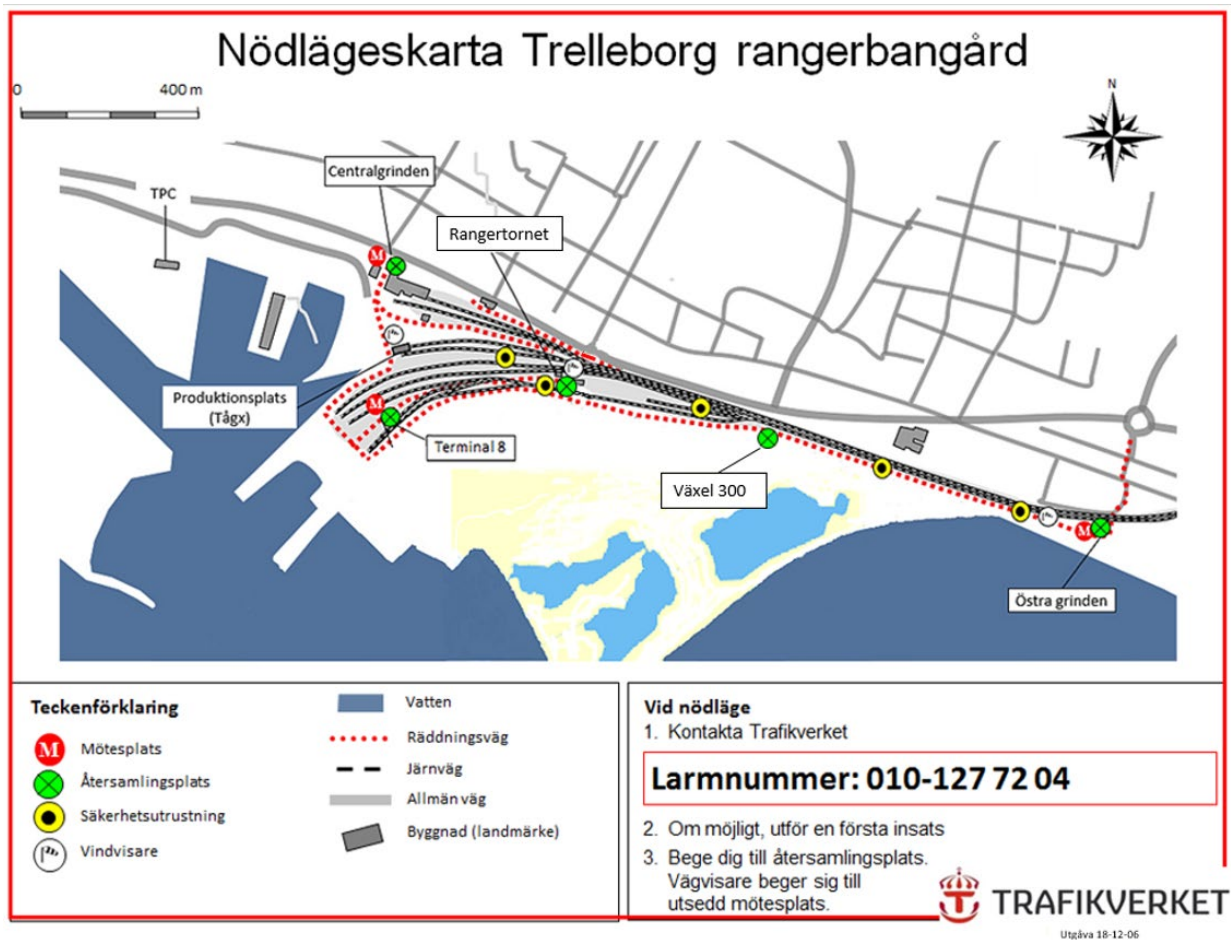 Nödlägeskarta Trelleborg rangerbangård
0 400 m
N
Centralgrinden
TPC
Rangertornet
M
Produktionsplats
(Tågx)
M
Terminal 8
Växel 300
M
Östra grinden
Teckenförklaring
M Mötesplats
Återsamlingsplats
Säkerhetsutrustning
Vindvisare
Vatten
Räddningsväg
Järnväg
Allmän väg
Byggnad (landmärke)
Vid nödläge
1. Kontakta Trafikverket
Larmnummer: 010-127 72 04
2. Om möjligt, utför en första insats
3. Bege dig till återsamlingsplats.
Vägvisare beger sig till
utsedd mötesplats.
TRAFIKVERKET
Utgåva 18-12-06